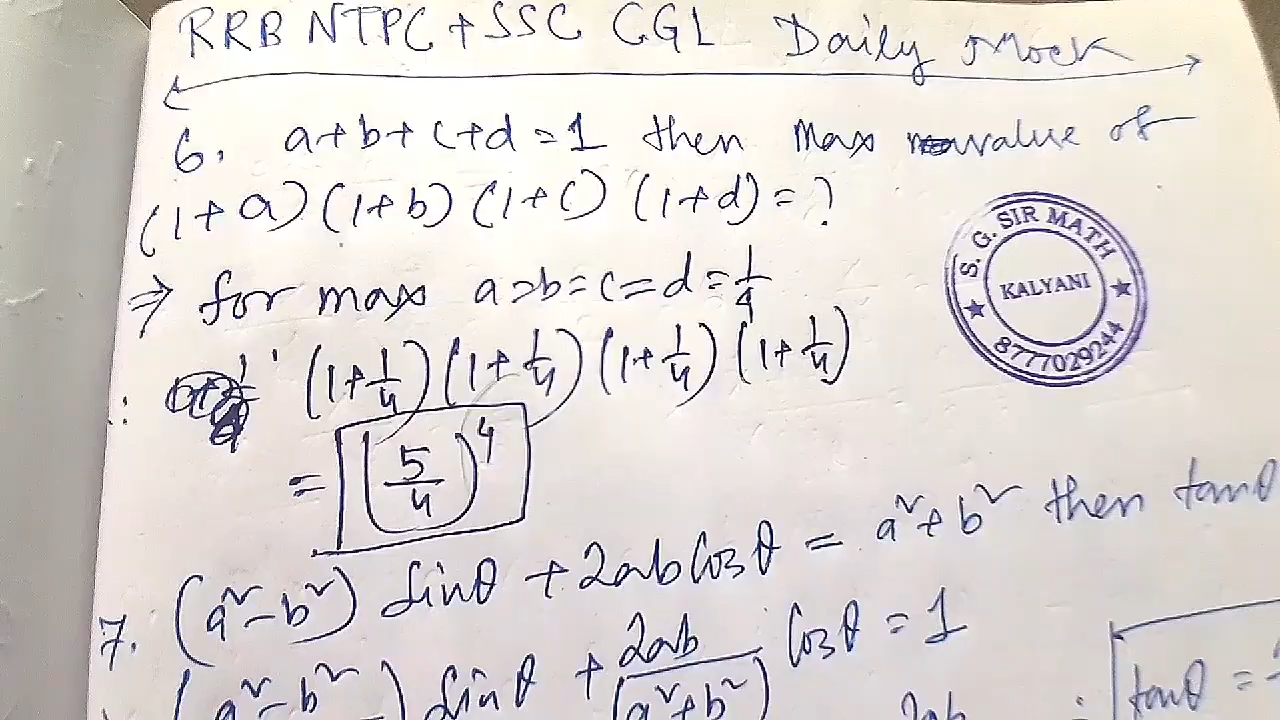 RRB NTPC + SSC CGL Daily Mock
6. a+b+c+d=1 then Max value of
(1+a)(1+b)(1+c)(1+d)=?
⇒ for max a=b=c=d=1/4
∴ (1+1/4)(1+1/4)(1+1/4)(1+1/4)
= (5/4)^4
S. G. SIR MATH
KALYANI
8777029244
7. (a²-b²) Sinθ + 2ab Cosθ = a²+b² then tanθ
(a²-b²) Sinθ + 2ab/(a²+b²) Cosθ = 1
2ab
tanθ =